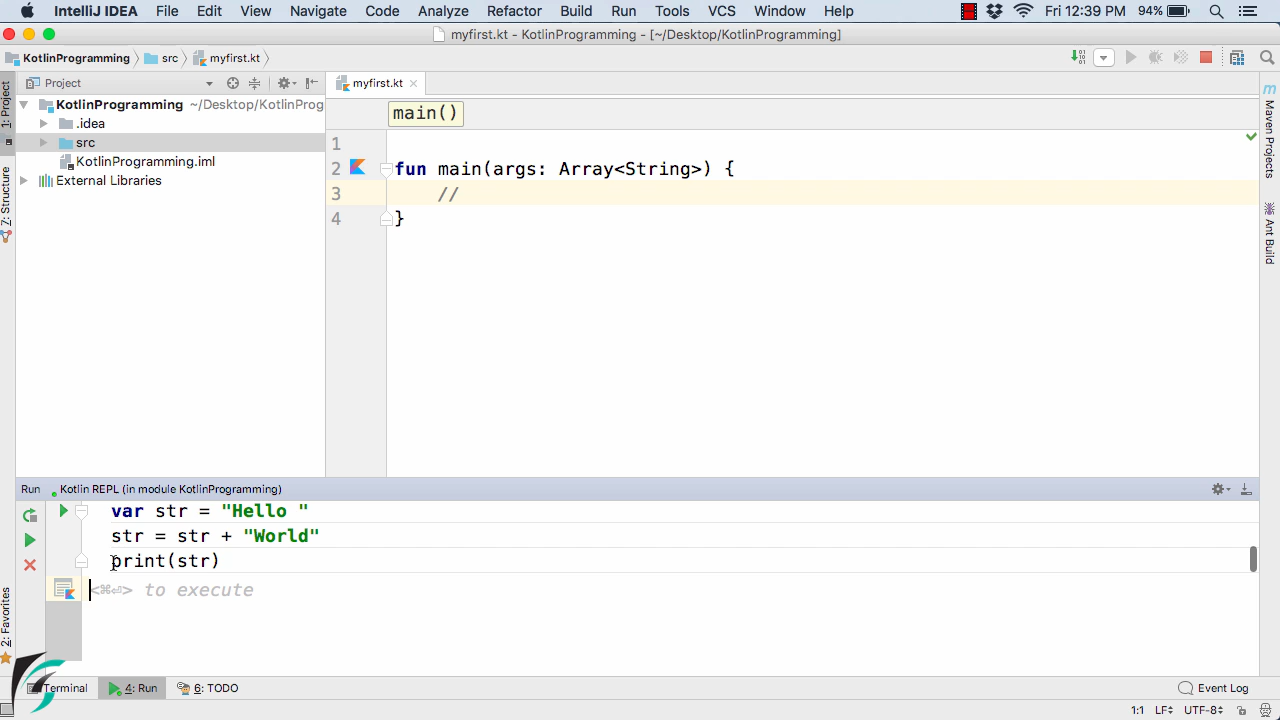 IntelliJ IDEA File Edit View Navigate Code Analyze Refactor Build Run Tools VCS Window Help Fri 12:39 PM 94%
myfirst.kt - KotlinProgramming - [~/Desktop/KotlinProgramming]
KotlinProgramming src myfirst.kt
1: Project
Project
myfirst.kt
KotlinProgramming ~/Desktop/KotlinProg
main()
.idea
src
KotlinProgramming.iml
External Libraries
7: Structure
1
2 fun main(args: Array<String>) {
3 //
4 }
Maven Projects
Ant Build
Run Kotlin REPL (in module KotlinProgramming)
var str = "Hello "
str = str + "World"
print(str)
<⌘⏎> to execute
2: Favorites
Terminal 4: Run 6: TODO Event Log
1:1 LF÷ UTF-8÷